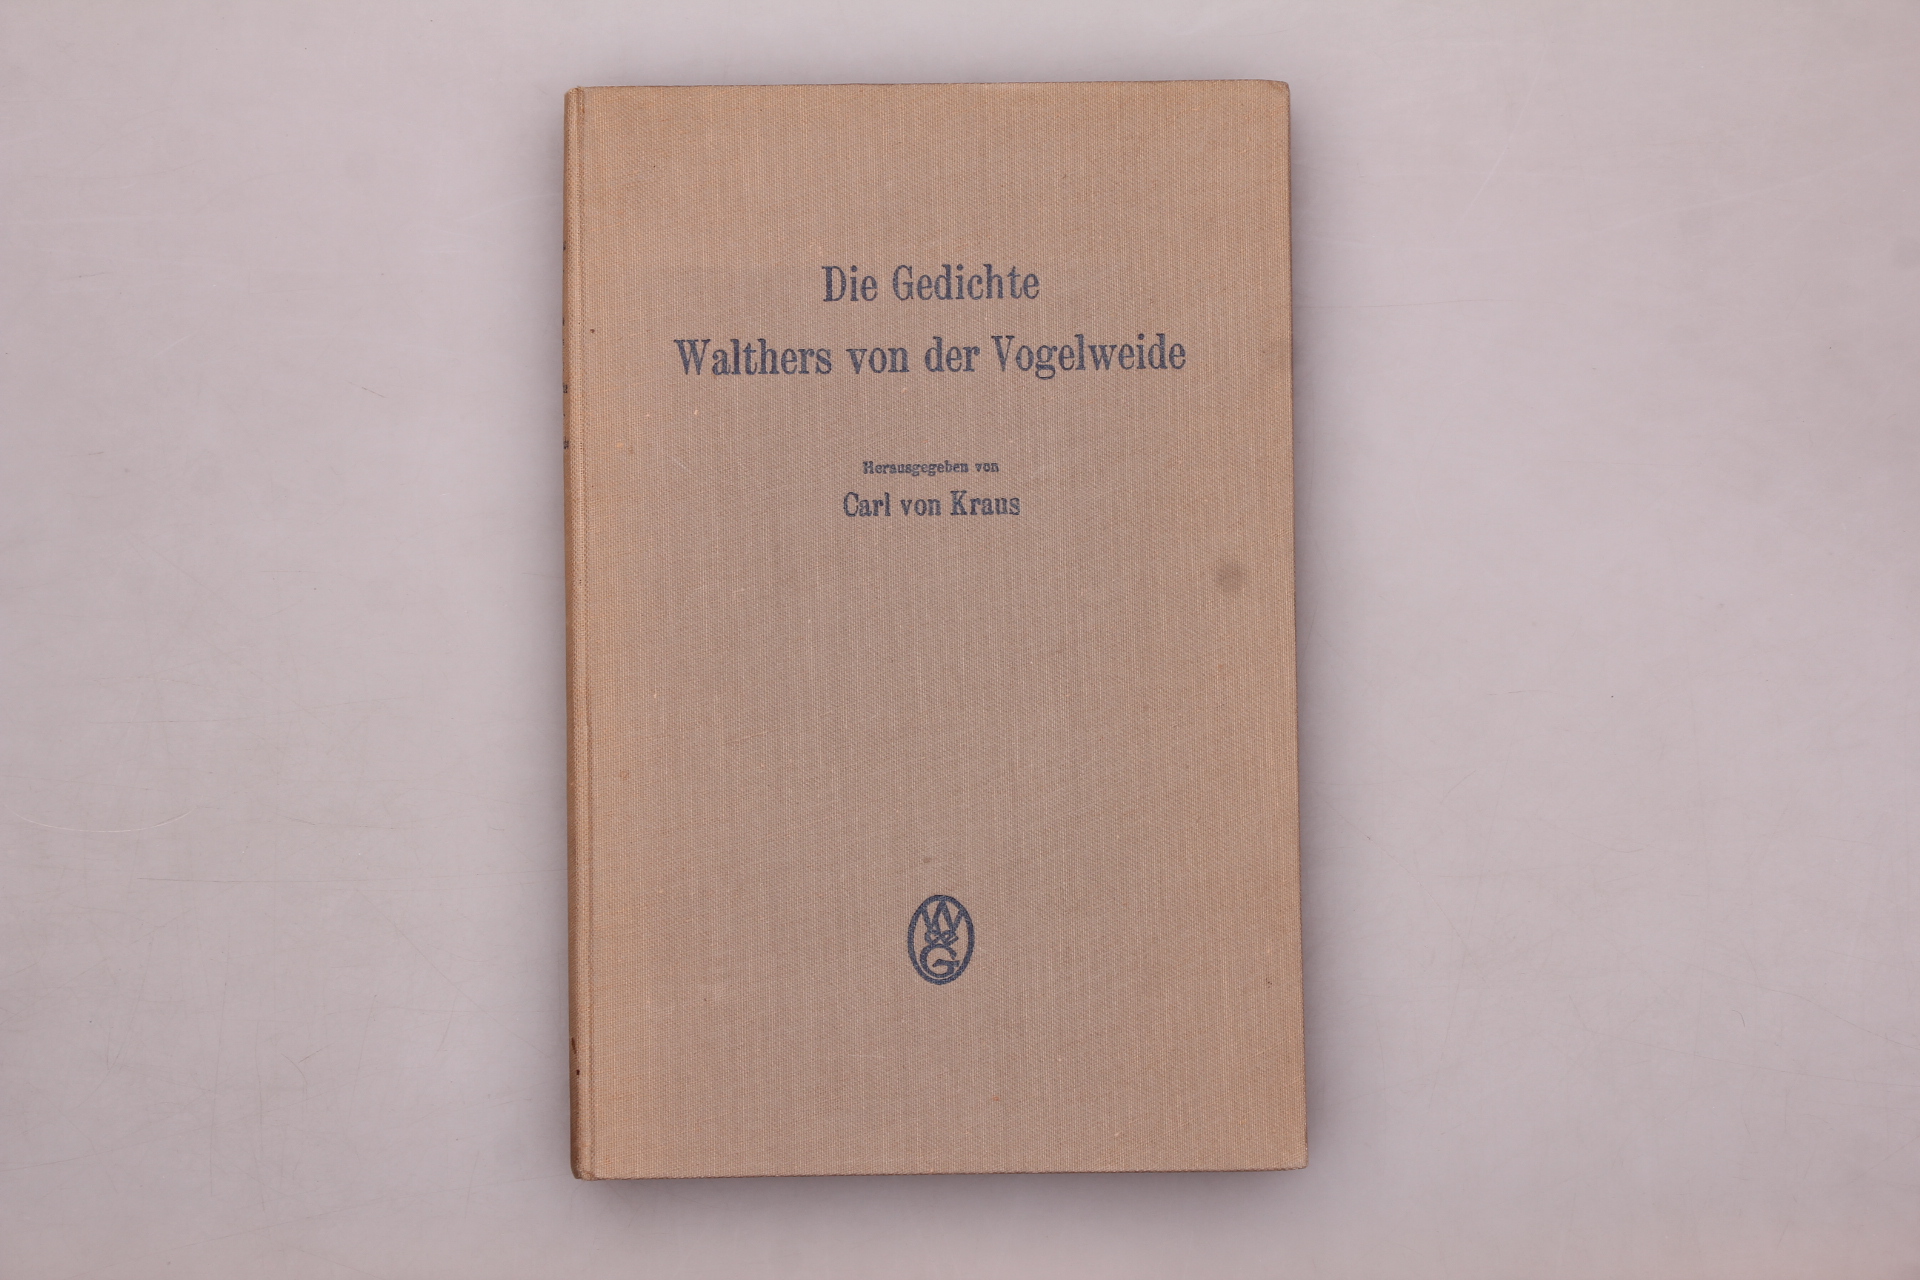 Die Gedichte
Walthers von der Vogelweide
Herausgegeben von
Carl von Kraus
W
&
G